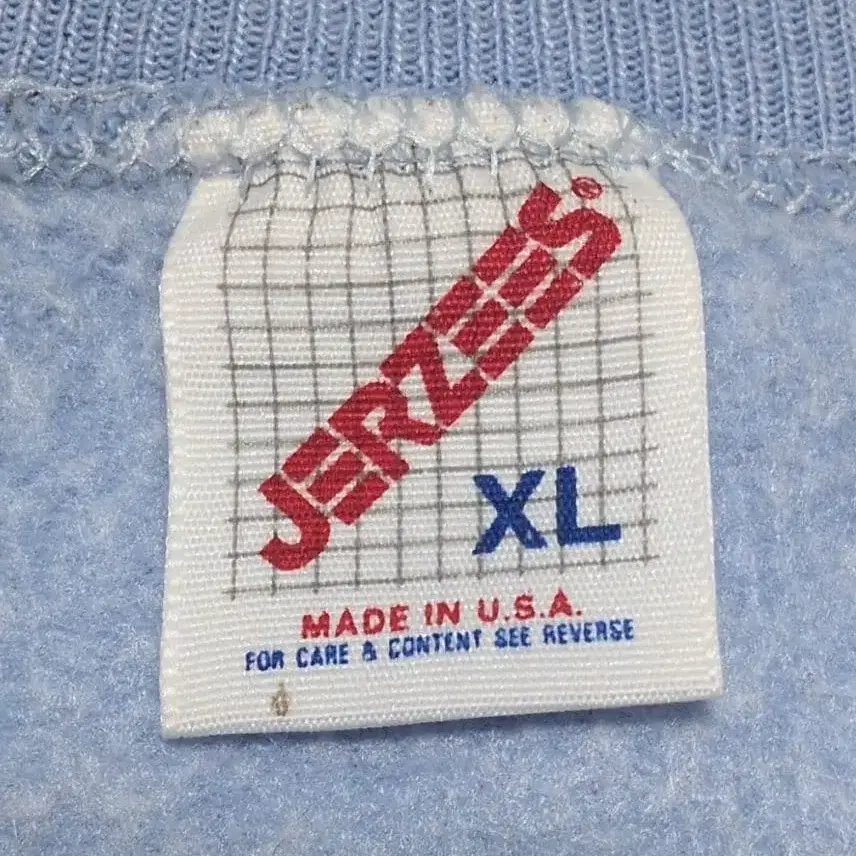 JERZEES®
XL
MADE IN U.S.A.
FOR CARE & CONTENT SEE REVERSE